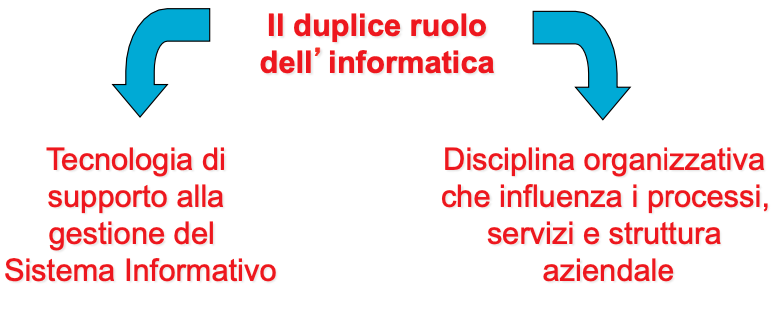 Il duplice ruolo
dell’ informatica
Tecnologia di
supporto alla
gestione del
Sistema Informativo
Disciplina organizzativa
che influenza i processi,
servizi e struttura
aziendale